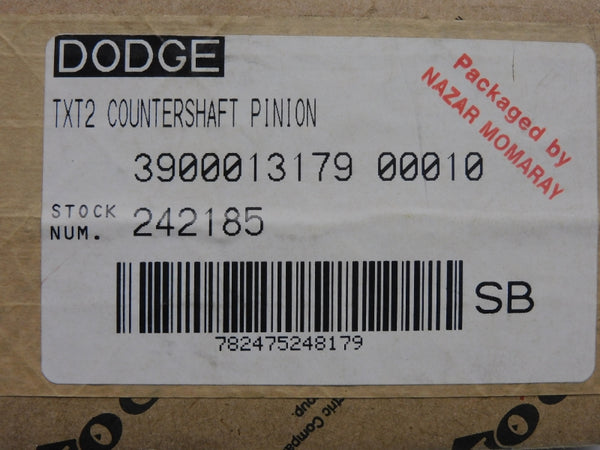 DODGE
Packaged by
NAZAR MOMARAY
TXT2 COUNTERSHAFT PINION
3900013179 00010
STOCK
NUM. 242185
SB
782475248179